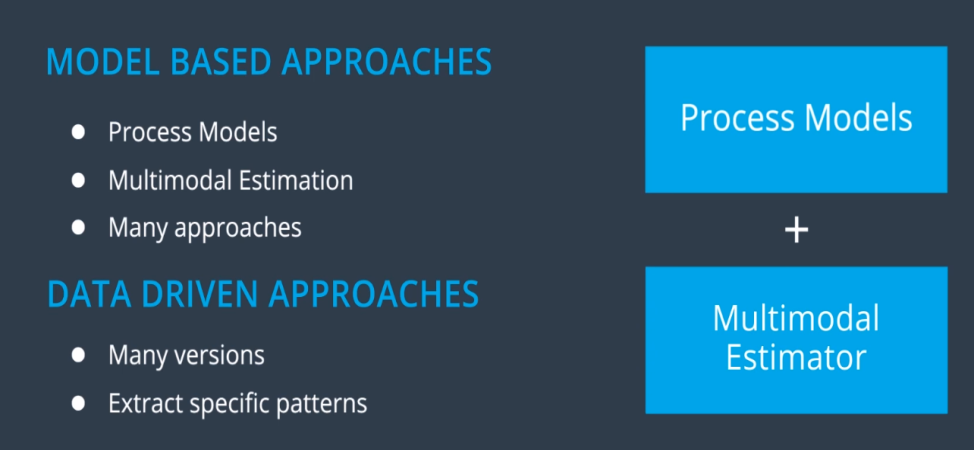 MODEL BASED APPROACHES
● Process Models
● Multimodal Estimation
● Many approaches
DATA DRIVEN APPROACHES
● Many versions
● Extract specific patterns
Process Models
+
Multimodal
Estimator